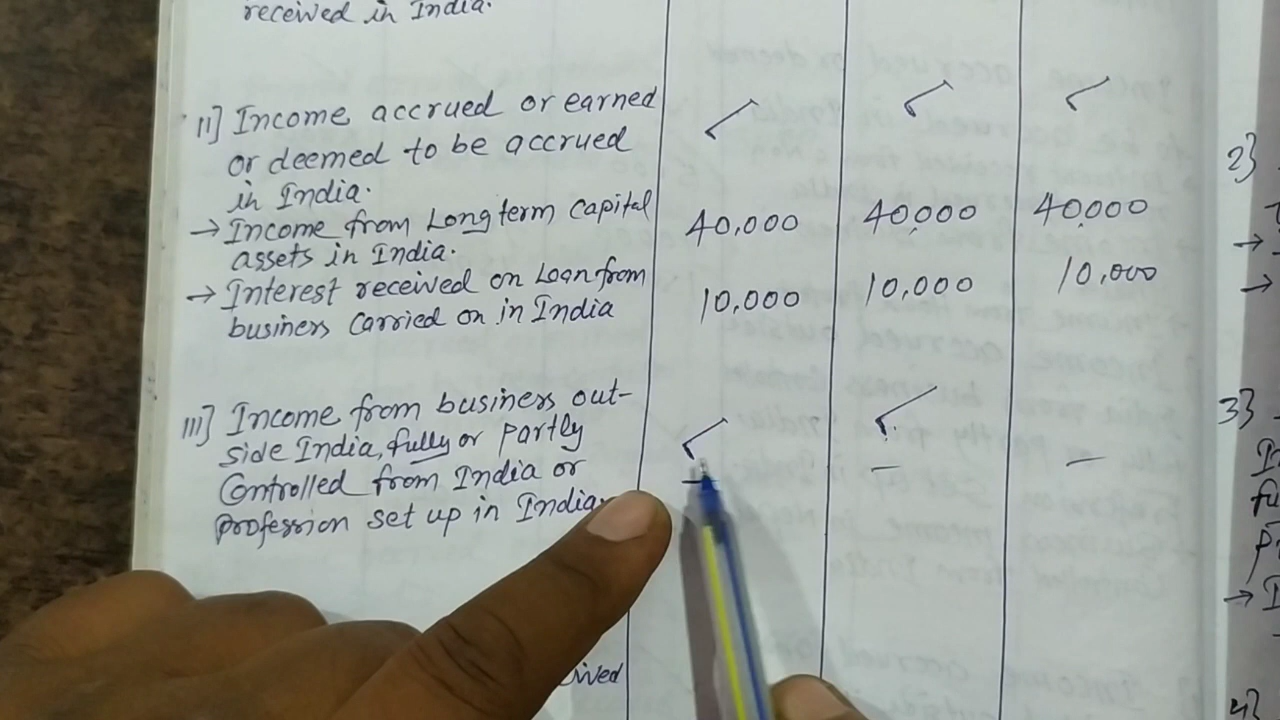 received in India.
II] Income accrued or earned ✓ ✓ ✓
or deemed to be accrued
in India.
→ Income from Long term capital 40,000 40,000 40,000
assets in India.
→ Interest received on Loan from 10,000 10,000 10,000
business carried on in India
III] Income from business out- ✓ ✓
side India, fully or partly
controlled from India or — — —
profession set up in India.
2}
→
→
3}
→
4}